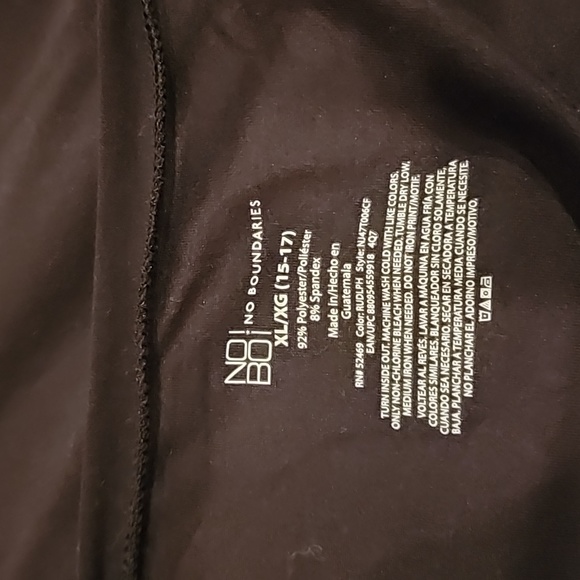 NO
BO
NO BOUNDARIES
XL/XG (15-17)
92% Polyester/Poliéster
8% Spandex
Made in/Hecho en
Guatemala
RN# 52469 Color: RUDLPH Style: NJ471006CF
EAN/UPC 880954559918 4Q7
TURN INSIDE OUT. MACHINE WASH COLD WITH LIKE COLORS.
ONLY NON-CHLORINE BLEACH WHEN NEEDED. TUMBLE DRY LOW.
MEDIUM IRON WHEN NEEDED. DO NOT IRON PRINT/MOTIF.
VOLTEAR AL REVÉS. LAVAR A MÁQUINA EN AGUA FRÍA CON
COLORES SIMILARES. BLANQUEADOR SIN CLORO SOLAMENTE,
CUANDO SEA NECESARIO. SECAR EN SECADORA A TEMPERATURA
BAJA. PLANCHAR A TEMPERATURA MEDIA CUANDO SE NECESITE.
NO PLANCHAR EL ADORNO IMPRESO/MOTIVO.